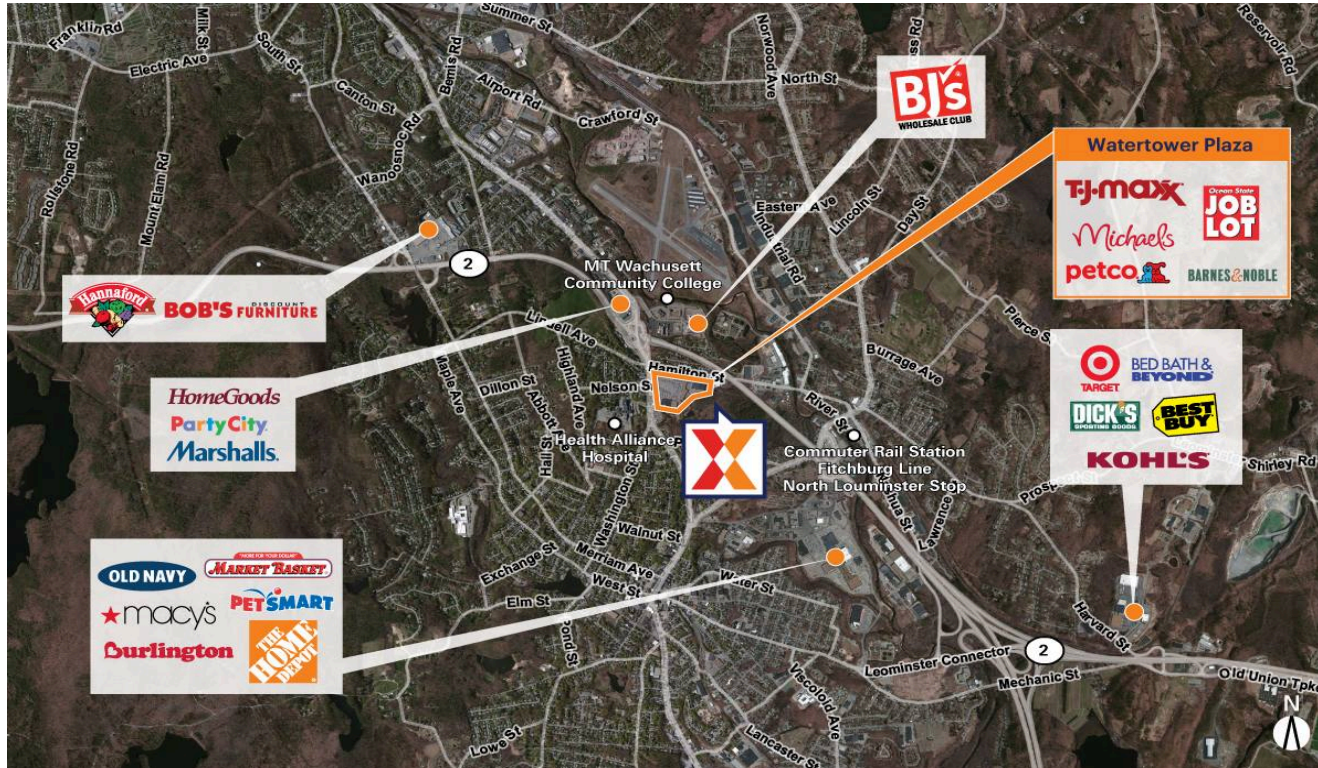 Franklin Rd
Milk St
Electric Ave
South St
Canton St
Bemis Rd
Summer St
Airport Rd
Norwood Ave
North St
Crawford St
Reservoir Rd
Rollstone Rd
Mount Elam Rd
Wanoosnoc Rd
BJ's
WHOLESALE CLUB
Watertower Plaza
T·J·maxx
Ocean State
JOB
LOT
Michaels
petco
BARNES&NOBLE
Eastern Ave
Industrial Rd
Lincoln St
Day St
2
MT Wachusett
Community College
Hannaford
BOB'S DISCOUNT
FURNITURE
Pierce S
Lindell Ave
Burrage Ave
Hamilton St
Nelson S
Highland Ave
Maple Ave
Dillon St
Abbott
Hall St
River St
HomeGoods
Party City
Marshalls.
TARGET
BED BATH &
BEYOND
DICK'S
SPORTING GOODS
BEST
BUY
KOHL'S
Health Alliance
Hospital
Commuter Rail Station
Fitchburg Line
North Louminster Stop
Shirley Rd
Prospect
Washington St
Walnut St
Lawrence
Exchange St
Merriam Ave
West St
Water St
Elm St
OLD NAVY
"MORE FOR YOUR DOLLAR"
MARKET BASKET
macy's
PETSMART
Burlington
THE
HOME
DEPOT
Harvard St
Leominster Connector
2
Mechanic St
Old Union Tpke
Viscoloid Ave
Lancaster St
Lowe St
N